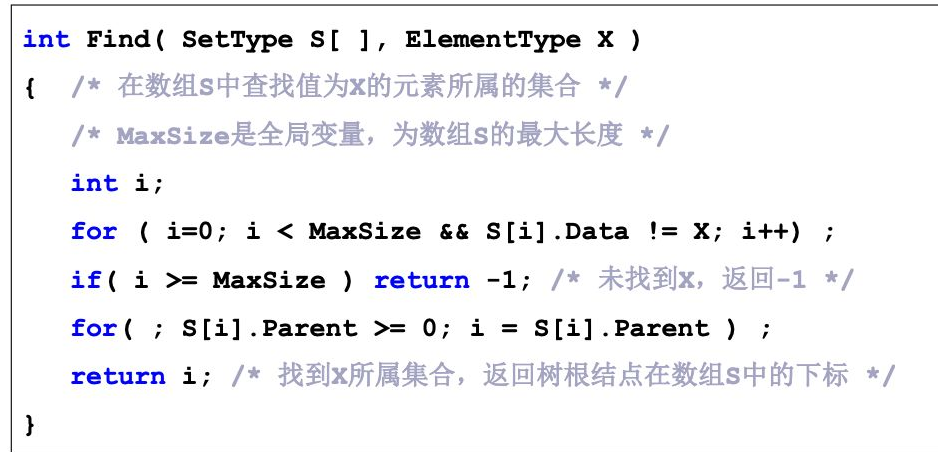 int Find( SetType S[ ], ElementType X )
{ /* 在数组S中查找值为X的元素所属的集合 */
/* MaxSize是全局变量，为数组S的最大长度 */
int i;
for ( i=0; i < MaxSize && S[i].Data != X; i++) ;
if( i >= MaxSize ) return -1; /* 未找到X，返回-1 */
for( ; S[i].Parent >= 0; i = S[i].Parent ) ;
return i; /* 找到X所属集合，返回树根结点在数组S中的下标 */
}